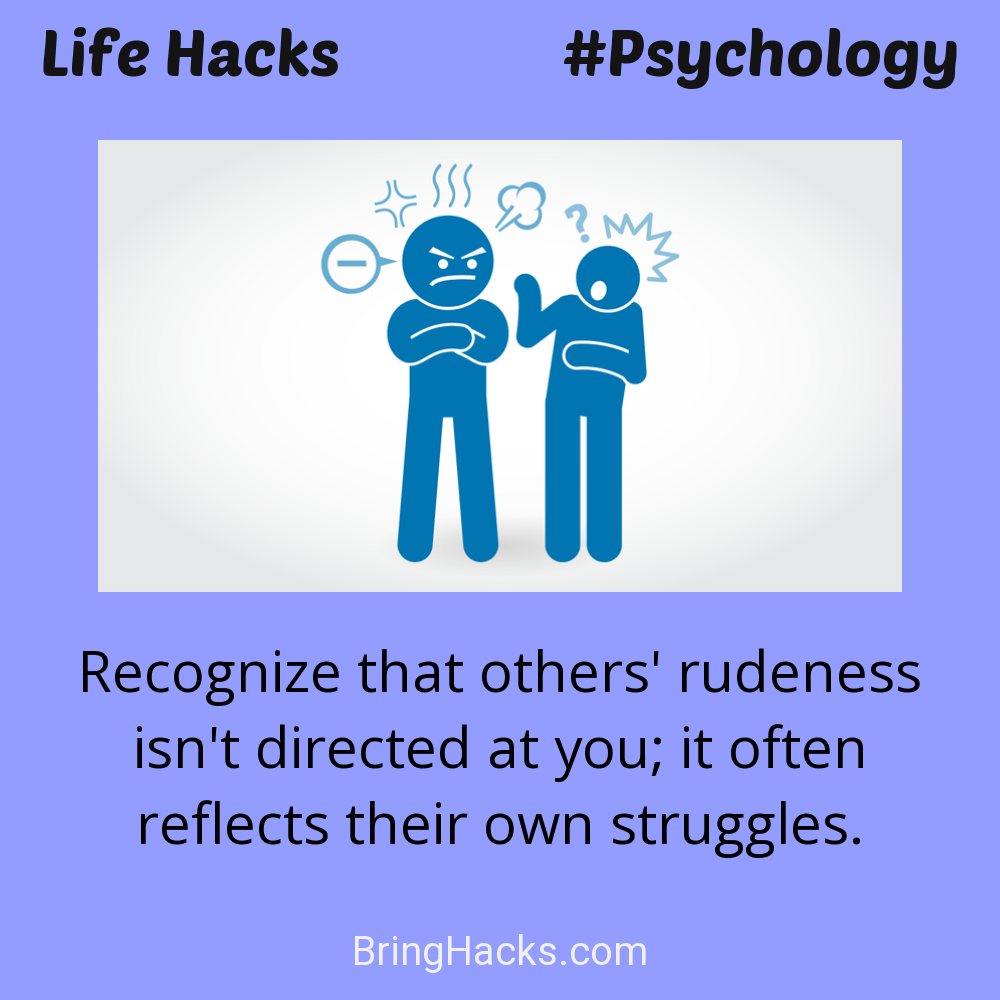 Life Hacks #Psychology
?
Recognize that others' rudeness
isn't directed at you; it often
reflects their own struggles.
BringHacks.com